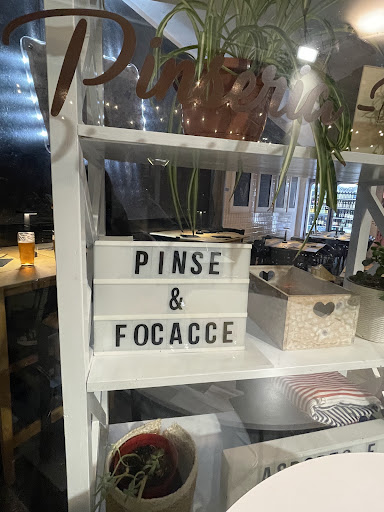 Pinseria
PINSE
&
FOCACCE